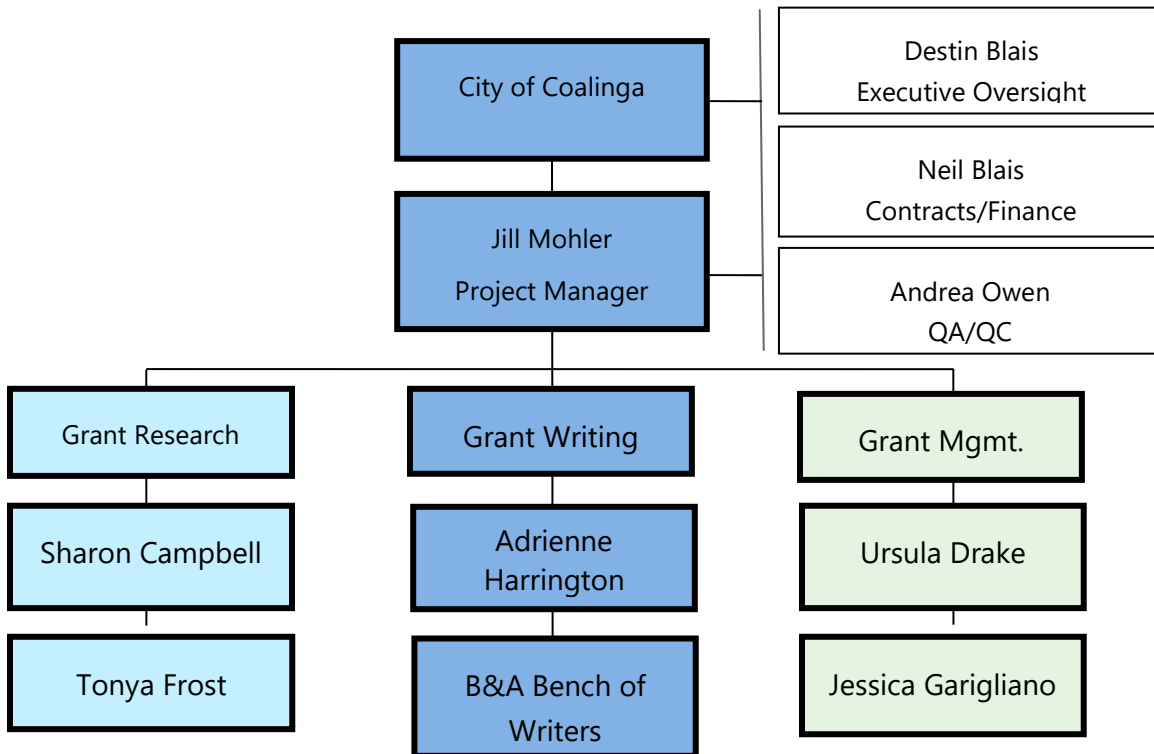 City of Coalinga
Destin Blais
Executive Oversight
Neil Blais
Contracts/Finance
Jill Mohler
Project Manager
Andrea Owen
QA/QC
Grant Research
Grant Writing
Grant Mgmt.
Sharon Campbell
Adrienne
Harrington
Ursula Drake
Tonya Frost
B&A Bench of
Writers
Jessica Garigliano